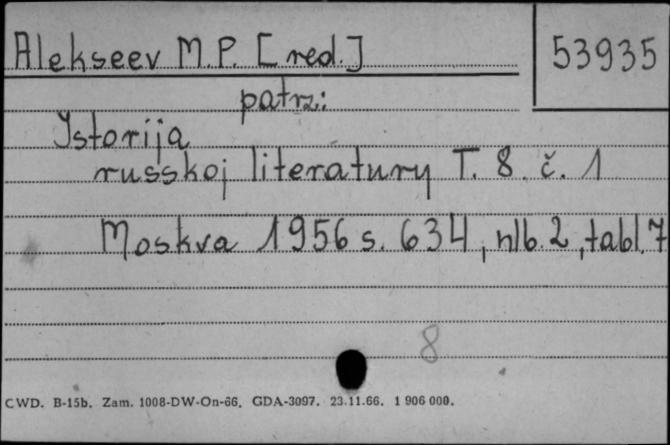 Alekseev M.P. [red.]
53935
patrz:
Istorija
russkoj literatury T. 8. č. 1
Moskva 1956 s. 634, nlb. 2, tabl. 7
8
CWD. B-15b. Zam. 1008-DW-On-66. GDA-3097. 23.11.66. 1 906 000.